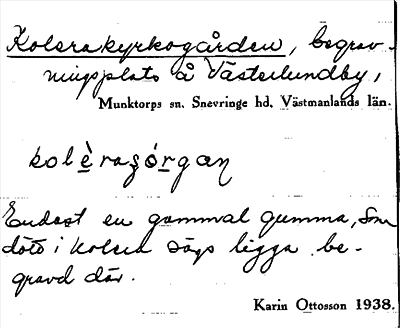 Kolerakyrkogården, begrav-
ningsplats å Västerlundby,
Munktorps sn. Snevringe hd. Västmanlands län.
kolèraʒórgan
Endast en gammal gumma, som
dött i kolera sägs ligga be-
gravd där.
Karin Ottosson 1938.